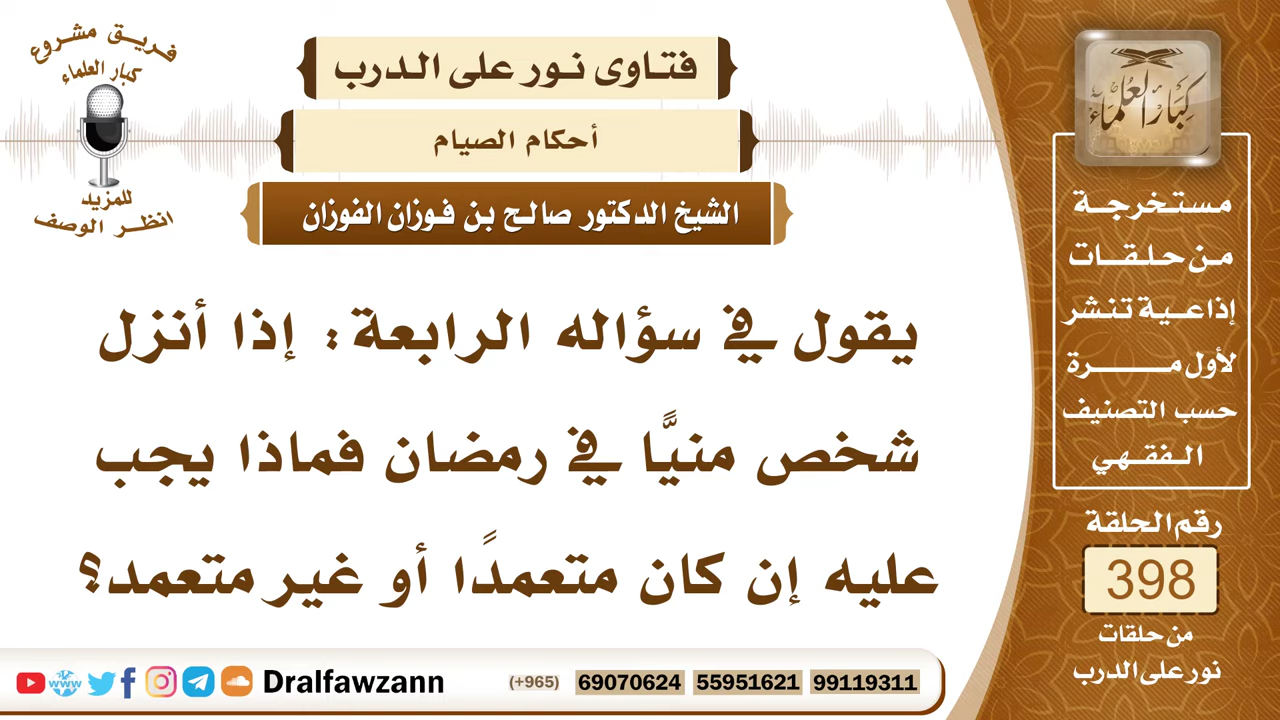 فريق مشروع
كبار العلماء
للمزيد
انظر الوصف
فتاوى نور على الدرب
أحكام الصيام
الشيخ الدكتور صالح بن فوزان الفوزان
يقول في سؤاله الرابعة: إذا أنزل
شخص منيًّا في رمضان فماذا يجب
عليه إن كان متعمدًا أو غير متعمد؟
كبار العلماء
مستخرجة
من حلقات
إذاعية تنشر
لأول مرة
حسب التصنيف
الفقهي
رقم الحلقة
398
من حلقات
نور على الدرب
www
Dralfawzann (+965) 69070624 55951621 99119311